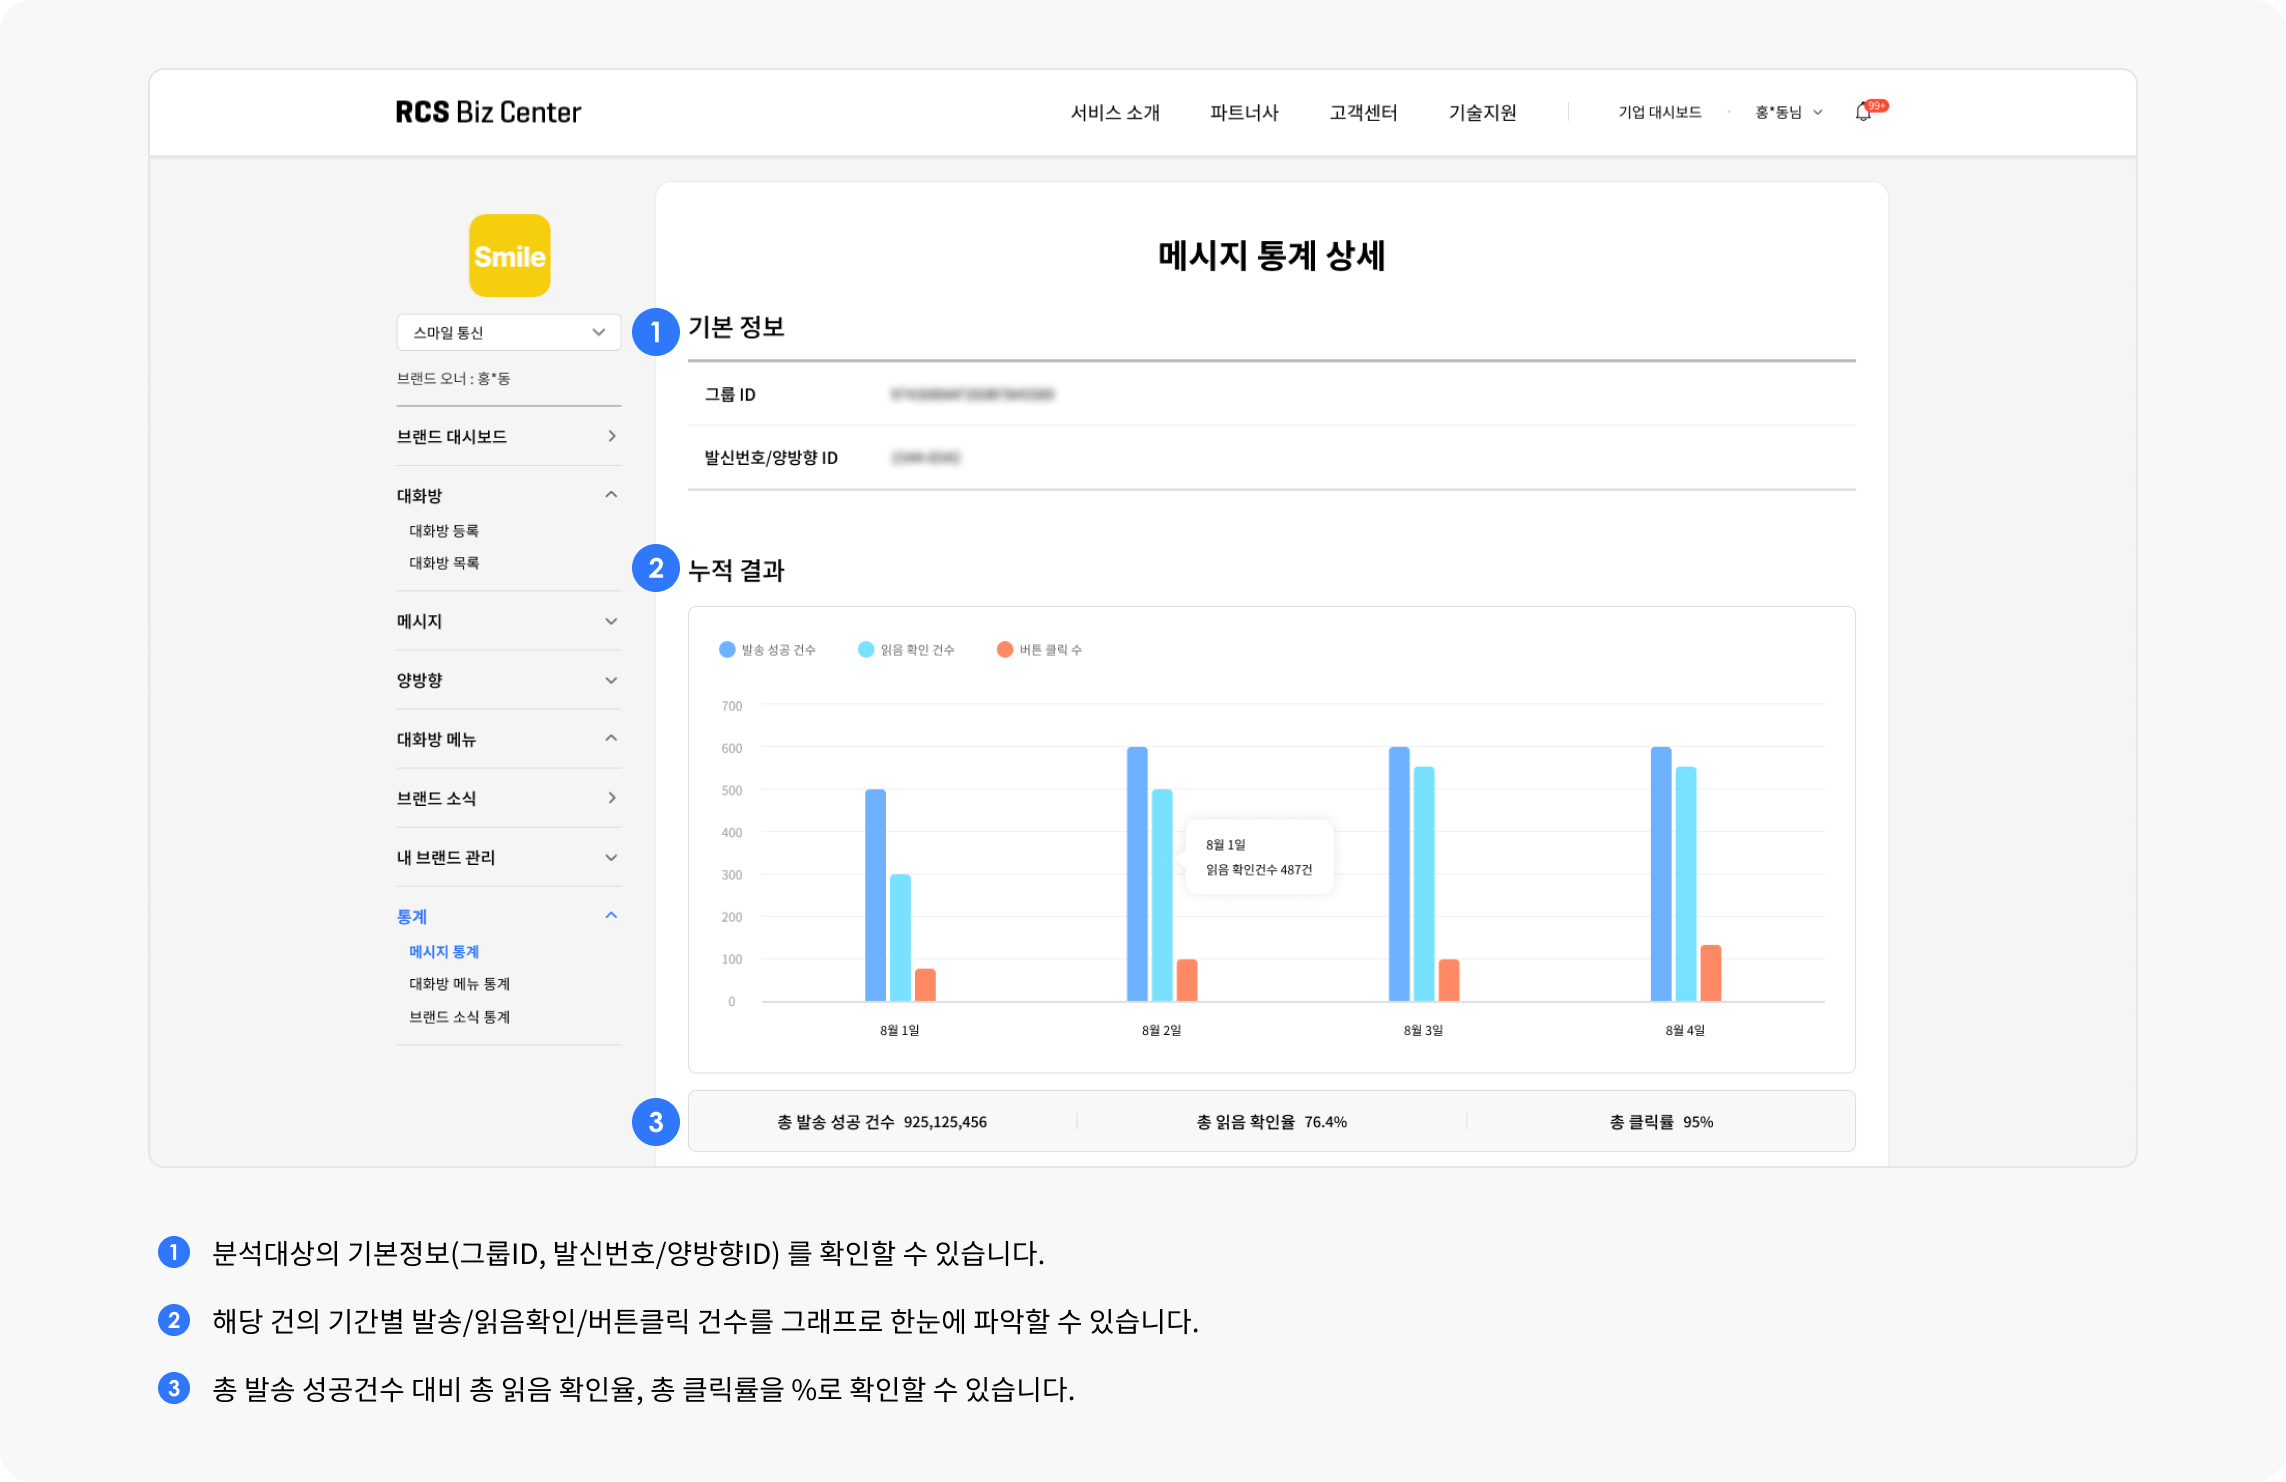 RCS Biz Center
서비스 소개 파트너사 고객센터 기술지원 기업 대시보드 홍*동님 99+
Smile
스마일 통신
브랜드 오너 : 홍*동
브랜드 대시보드
대화방
대화방 등록
대화방 목록
메시지
양방향
대화방 메뉴
브랜드 소식
내 브랜드 관리
통계
메시지 통계
대화방 메뉴 통계
브랜드 소식 통계
메시지 통계 상세
1 기본 정보
그룹 ID
발신번호/양방향 ID
2 누적 결과
발송 성공 건수 읽음 확인 건수 버튼 클릭 수
700
600
500
400
300
200
100
0
8월 1일
읽음 확인건수 487건
8월 1일 8월 2일 8월 3일 8월 4일
3 총 발송 성공 건수 925,125,456 총 읽음 확인율 76.4% 총 클릭률 95%
1 분석대상의 기본정보(그룹ID, 발신번호/양방향ID) 를 확인할 수 있습니다.
2 해당 건의 기간별 발송/읽음확인/버튼클릭 건수를 그래프로 한눈에 파악할 수 있습니다.
3 총 발송 성공건수 대비 총 읽음 확인율, 총 클릭률을 %로 확인할 수 있습니다.